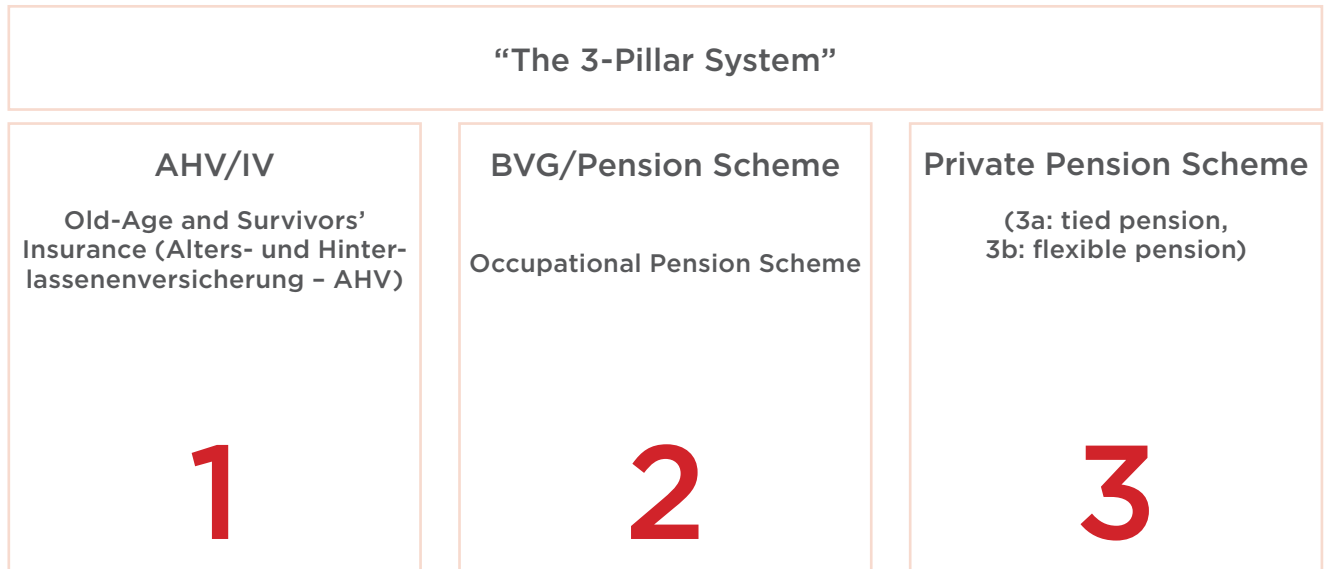 “The 3-Pillar System”
AHV/IV
Old-Age and Survivors’
Insurance (Alters- und Hinter-
lassenenversicherung – AHV)
1
BVG/Pension Scheme
Occupational Pension Scheme
2
Private Pension Scheme
(3a: tied pension,
3b: flexible pension)
3